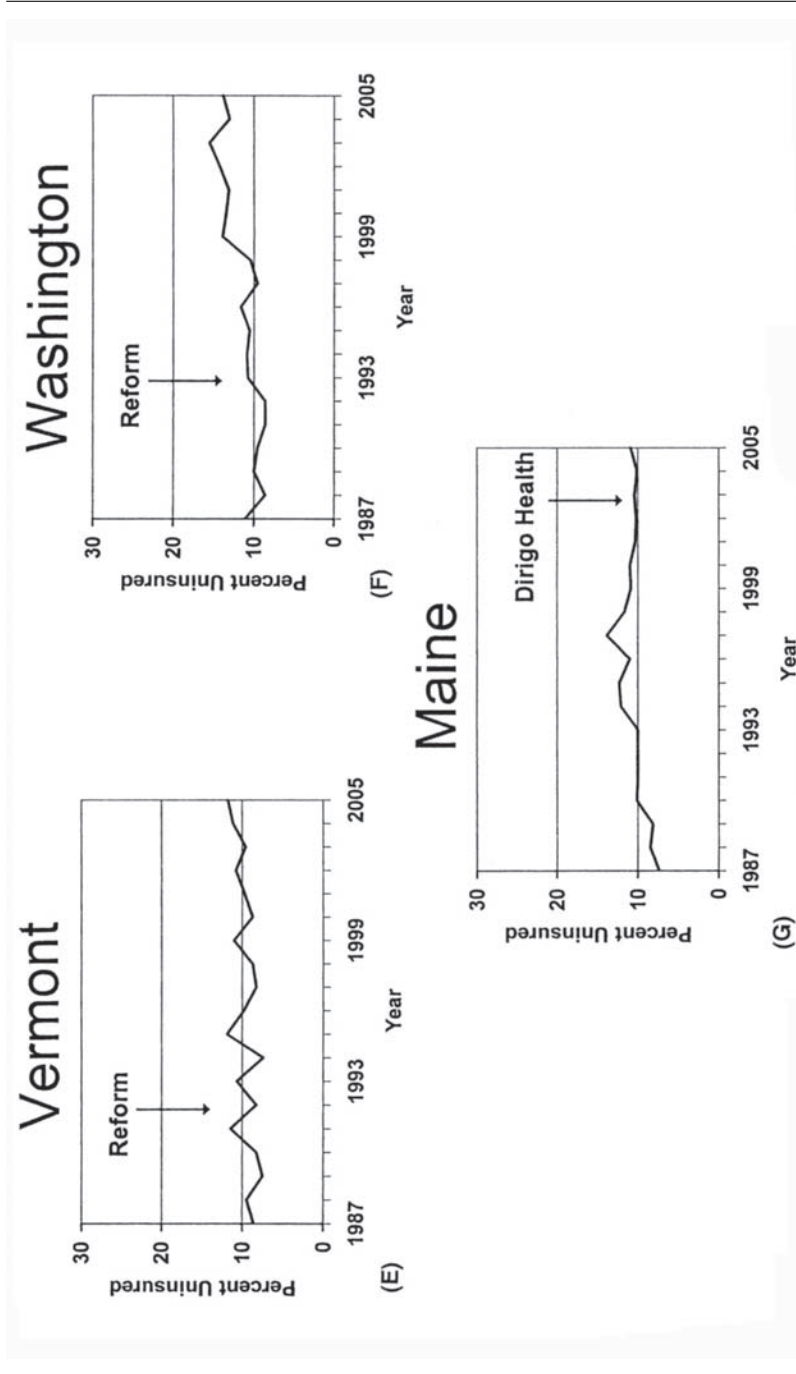 Vermont
Reform
Percent Uninsured
30
20
10
0
1987
1993
1999
2005
Year
(E)
Washington
Reform
Percent Uninsured
30
20
10
0
1987
1993
1999
2005
Year
(F)
Maine
Dirigo Health
Percent Uninsured
30
20
10
0
1987
1993
1999
2005
Year
(G)